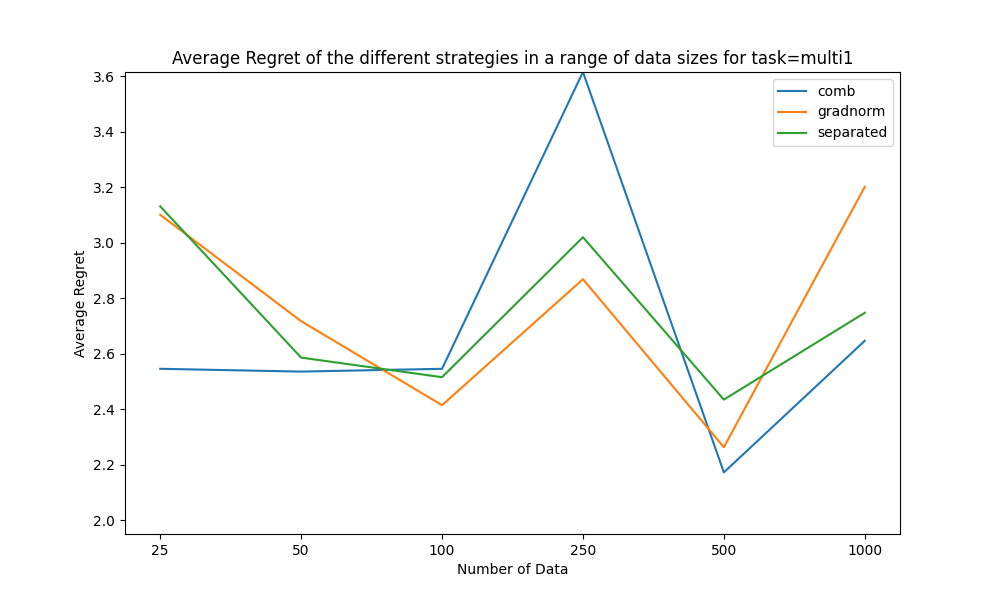 Average Regret of the different strategies in a range of data sizes for task=multi1
comb
gradnorm
separated
Average Regret
3.6
3.4
3.2
3.0
2.8
2.6
2.4
2.2
2.0
25 50 100 250 500 1000
Number of Data